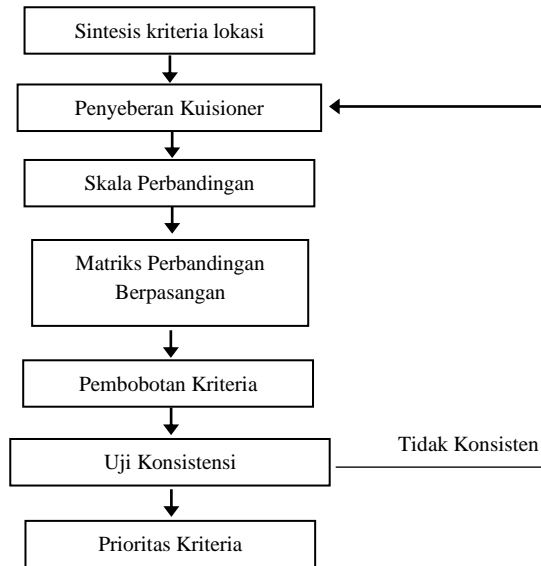 Sintesis kriteria lokasi
Penyeberan Kuisioner
Skala Perbandingan
Matriks Perbandingan
Berpasangan
Pembobotan Kriteria
Uji Konsistensi
Tidak Konsisten
Prioritas Kriteria